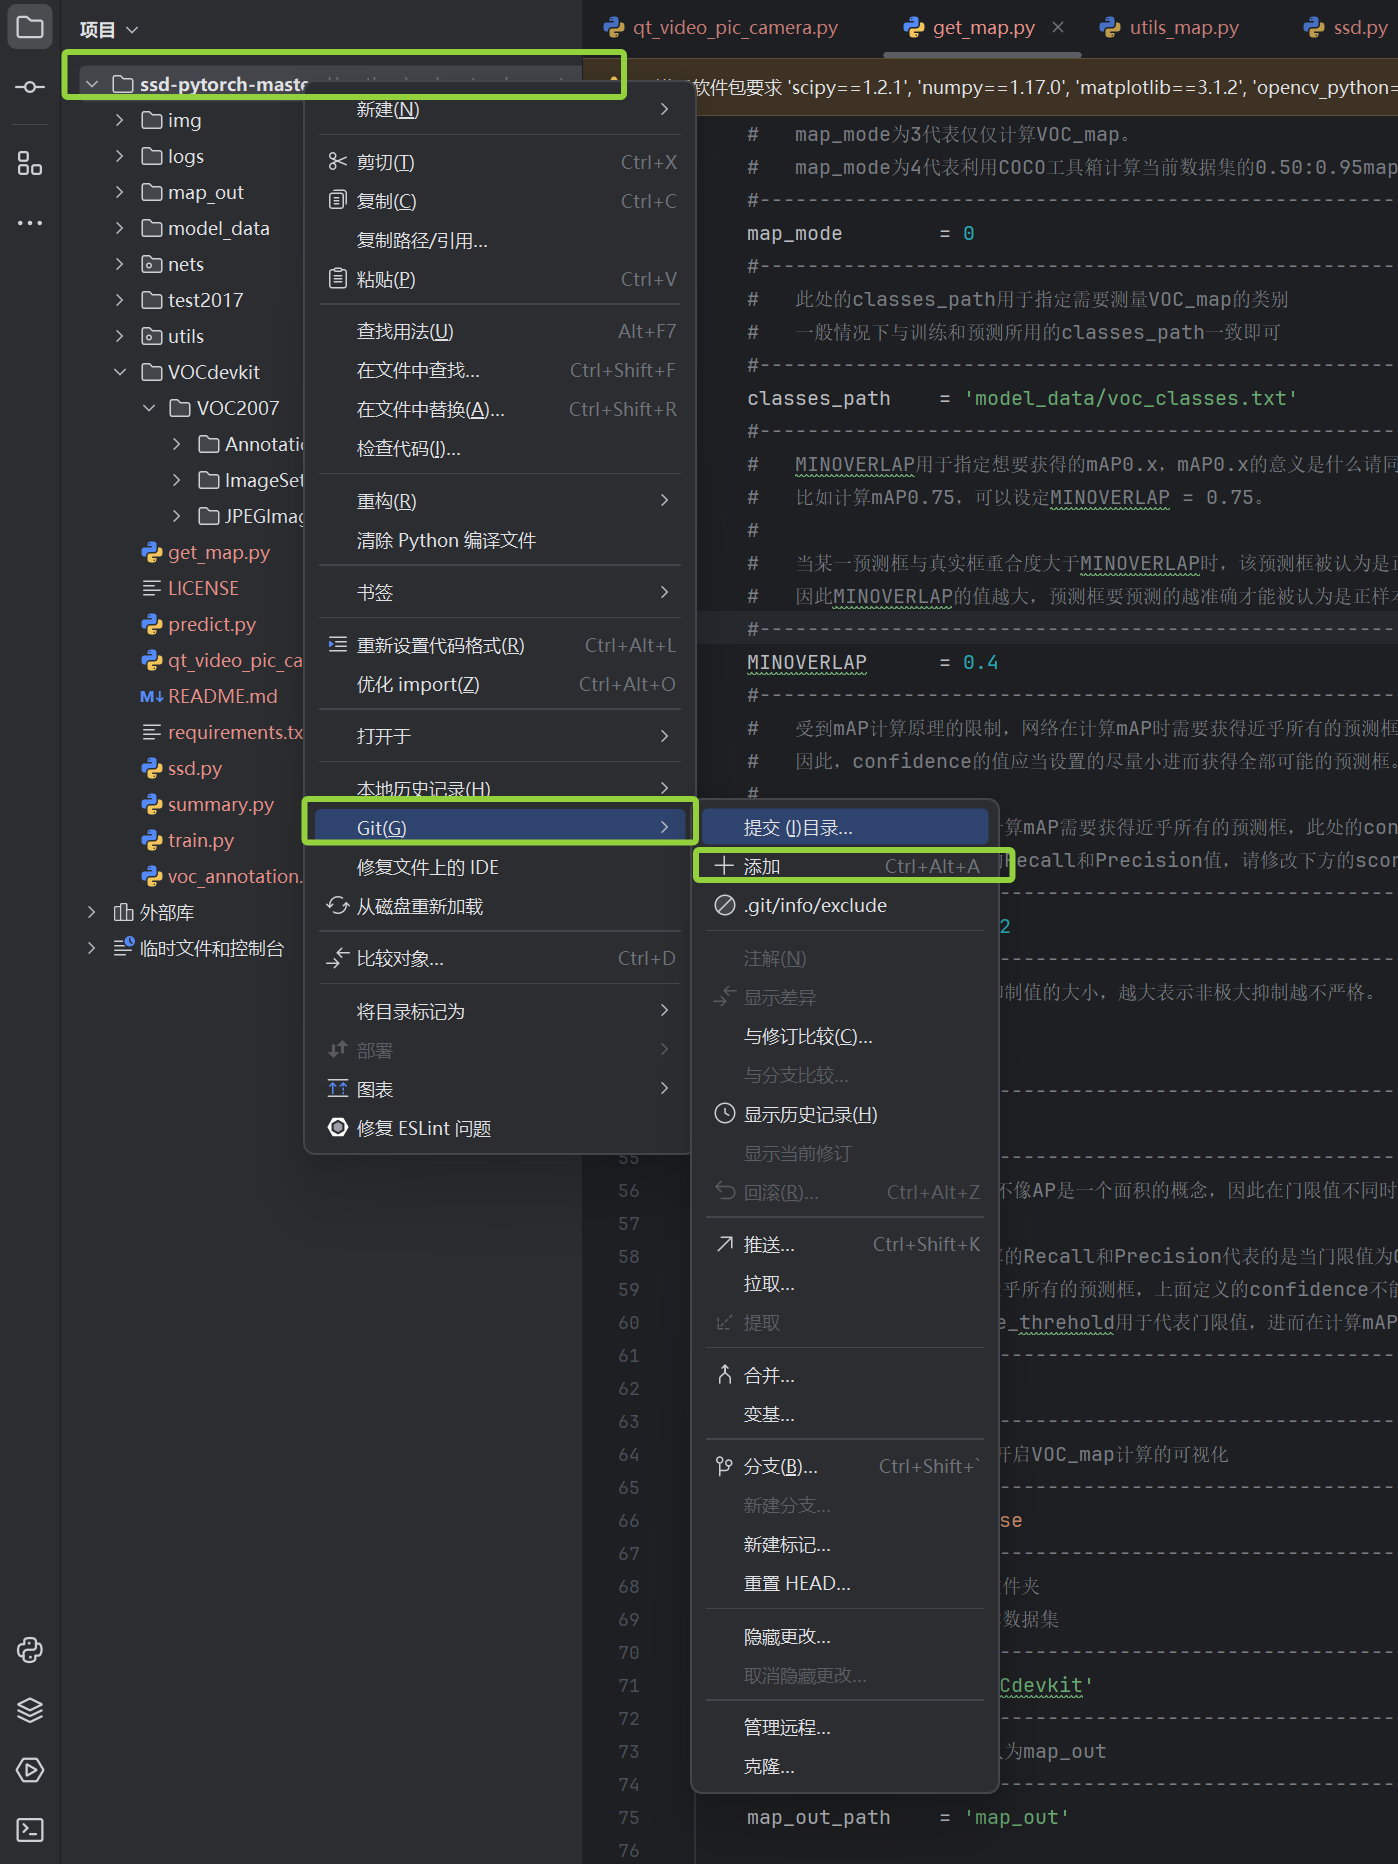 项目
qt_video_pic_camera.py
get_map.py
utils_map.py
ssd.py
ssd-pytorch-maste
软件包要求 'scipy==1.2.1', 'numpy==1.17.0', 'matplotlib==3.1.2', 'opencv_python=
img
logs
map_out
model_data
nets
test2017
utils
VOCdevkit
VOC2007
Annotatio
ImageSet
JPEGImag
get_map.py
LICENSE
predict.py
qt_video_pic_ca
M↓ README.md
requirements.tx
ssd.py
summary.py
train.py
voc_annotation.
外部库
临时文件和控制台
新建(N)
剪切(T) Ctrl+X
复制(C) Ctrl+C
复制路径/引用...
粘贴(P) Ctrl+V
查找用法(U) Alt+F7
在文件中查找... Ctrl+Shift+F
在文件中替换(A)... Ctrl+Shift+R
检查代码(I)...
重构(R)
清除 Python 编译文件
书签
重新设置代码格式(R) Ctrl+Alt+L
优化 import(Z) Ctrl+Alt+O
打开于
本地历史记录(H)
Git(G)
修复文件上的 IDE
从磁盘重新加载
比较对象... Ctrl+D
将目录标记为
部署
图表
修复 ESLint 问题
提交 (I)目录...
添加 Ctrl+Alt+A
.git/info/exclude
注解(N)
显示差异
与修订比较(C)...
与分支比较...
显示历史记录(H)
显示当前修订
回滚(R)... Ctrl+Alt+Z
推送... Ctrl+Shift+K
拉取...
提取
合并...
变基...
分支(B)... Ctrl+Shift+`
新建分支...
新建标记...
重置 HEAD...
隐藏更改...
取消隐藏更改...
管理远程...
克隆...
# map_mode为3代表仅仅计算VOC_map。
# map_mode为4代表利用COCO工具箱计算当前数据集的0.50:0.95map
#------------------------------------------------------
map_mode = 0
#------------------------------------------------------
# 此处的classes_path用于指定需要测量VOC_map的类别
# 一般情况下与训练和预测所用的classes_path一致即可
#------------------------------------------------------
classes_path = 'model_data/voc_classes.txt'
#------------------------------------------------------
# MINOVERLAP用于指定想要获得的mAP0.x，mAP0.x的意义是什么请同
# 比如计算mAP0.75，可以设定MINOVERLAP = 0.75。
#
# 当某一预测框与真实框重合度大于MINOVERLAP时，该预测框被认为是正
# 因此MINOVERLAP的值越大，预测框要预测的越准确才能被认为是正样本
#------------------------------------------------------
MINOVERLAP = 0.4
#------------------------------------------------------
# 受到mAP计算原理的限制，网络在计算mAP时需要获得近乎所有的预测框
# 因此，confidence的值应当设置的尽量小进而获得全部可能的预测框。
#
算mAP需要获得近乎所有的预测框，此处的con
Recall和Precision值，请修改下方的scor
2
制值的大小，越大表示非极大抑制越不严格。
55
56 不像AP是一个面积的概念，因此在门限值不同时
57
58 的Recall和Precision代表的是当门限值为0
59 乎所有的预测框，上面定义的confidence不能
60 e_threhold用于代表门限值，进而在计算mAP
61
62
63
64 开启VOC_map计算的可视化
65
66 se
67
68 件夹
69 数据集
70
71 Cdevkit'
72
73 为map_out
74
75 map_out_path = 'map_out'
76